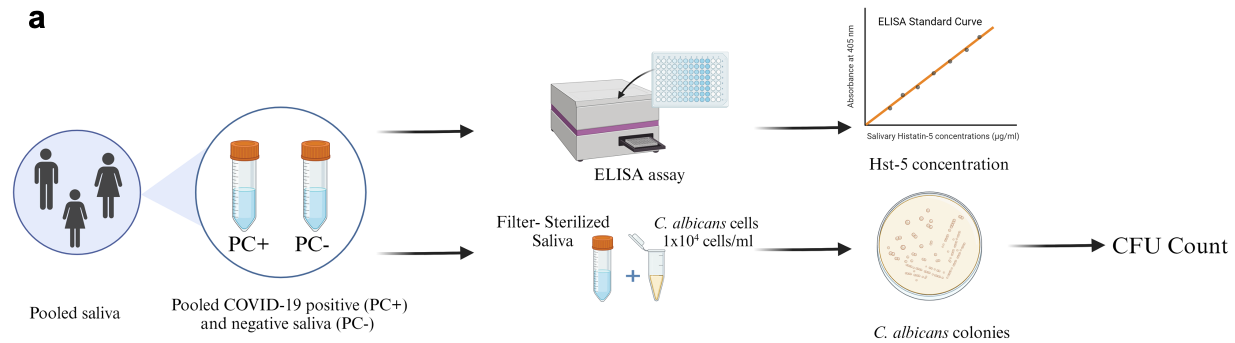 a
Pooled saliva
PC+ PC-
Pooled COVID-19 positive (PC+)
and negative saliva (PC-)
ELISA assay
ELISA Standard Curve
Absorbance at 405 nm
Salivary Histatin-5 concentrations (µg/ml)
Hst-5 concentration
Filter- Sterilized
Saliva
C. albicans cells
1x10⁴ cells/ml
+
C. albicans colonies
CFU Count